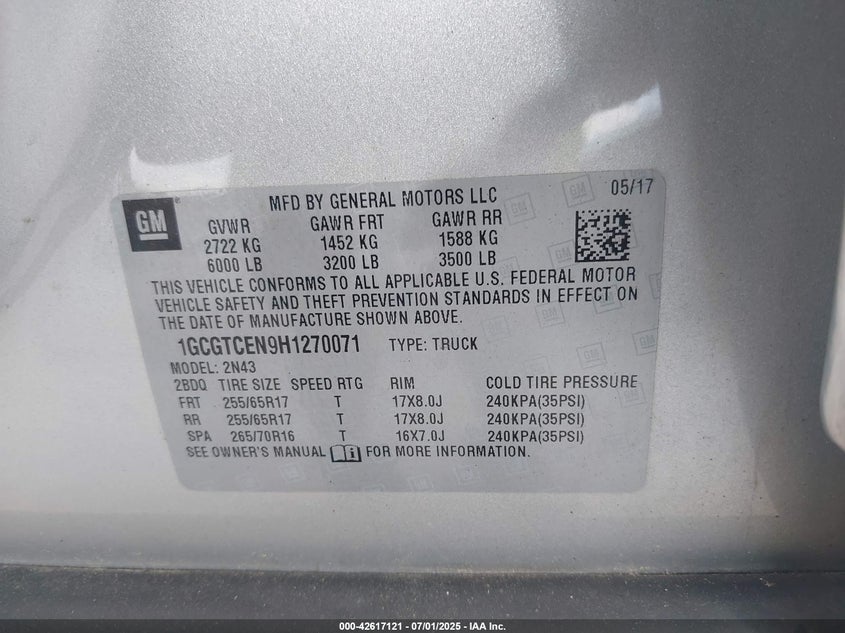 MFD BY GENERAL MOTORS LLC 05/17
GM
GVWR GAWR FRT GAWR RR
2722 KG 1452 KG 1588 KG
6000 LB 3200 LB 3500 LB
THIS VEHICLE CONFORMS TO ALL APPLICABLE U.S. FEDERAL MOTOR
VEHICLE SAFETY AND THEFT PREVENTION STANDARDS IN EFFECT ON
THE DATE OF MANUFACTURE SHOWN ABOVE.
1GCGTCEN9H1270071 TYPE: TRUCK
MODEL: 2N43
2BDQ TIRE SIZE SPEED RTG RIM COLD TIRE PRESSURE
FRT 255/65R17 T 17X8.0J 240KPA(35PSI)
RR 255/65R17 T 17X8.0J 240KPA(35PSI)
SPA 265/70R16 T 16X7.0J 240KPA(35PSI)
SEE OWNER'S MANUAL FOR MORE INFORMATION.
000-42617121 - 07/01/2025 - IAA Inc.